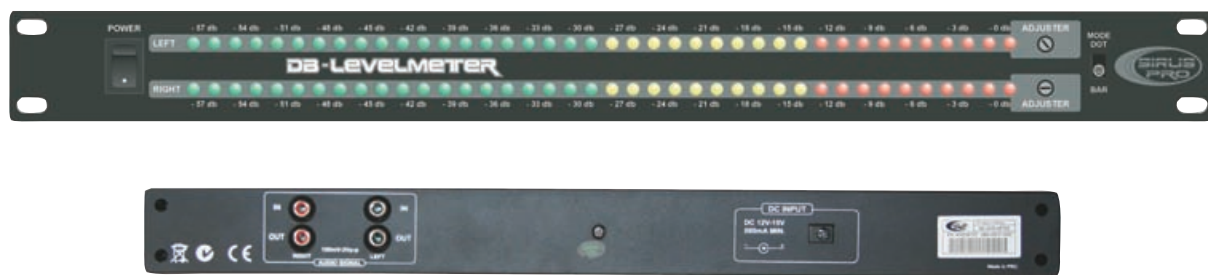 POWER
- 57 db - 54 db - 51 db - 48 db - 45 db - 42 db - 39 db - 36 db - 33 db - 30 db - 27 db - 24 db - 21 db - 18 db - 15 db - 12 db - 9 db - 6 db - 3 db - 0 db
ADJUSTER
LEFT
MODE
DOT
DB-LEVELMETER
SIRUS
PRO
RIGHT
BAR
- 57 db - 54 db - 51 db - 48 db - 45 db - 42 db - 39 db - 36 db - 33 db - 30 db - 27 db - 24 db - 21 db - 18 db - 15 db - 12 db - 9 db - 6 db - 3 db - 0 db
ADJUSTER
IN
IN
OUT
OUT
RIGHT
LEFT
AUDIO SIGNAL
CE
DC INPUT
DC 12V-15V
500mA MIN.
Made in PRC